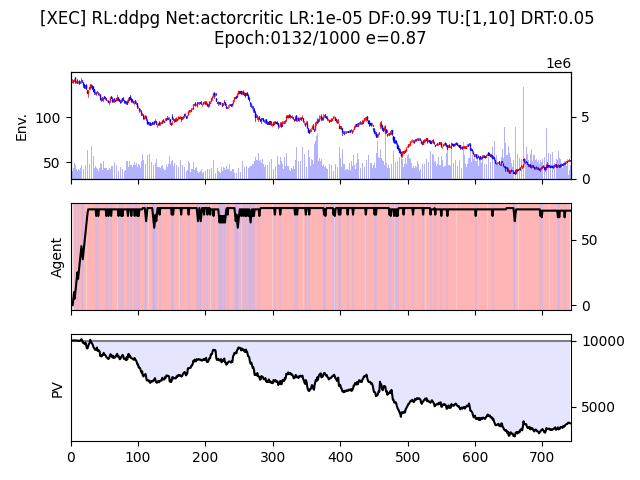 [XEC] RL:ddpg Net:actorcritic LR:1e-05 DF:0.99 TU:[1,10] DRT:0.05
Epoch:0132/1000 e=0.87
1e6
Env.
100
50
5
0
Agent
50
0
PV
10000
5000
0 100 200 300 400 500 600 700